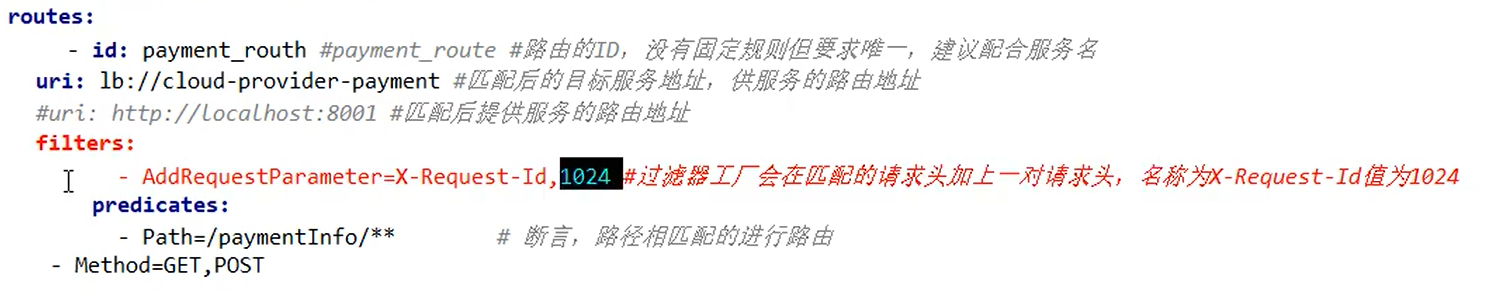 routes:
- id: payment_routh #payment_route #路由的ID，没有固定规则但要求唯一，建议配合服务名
uri: lb://cloud-provider-payment #匹配后的目标服务地址，供服务的路由地址
#uri: http://localhost:8001 #匹配后提供服务的路由地址
filters:
- AddRequestParameter=X-Request-Id,1024 #过滤器工厂会在匹配的请求头加上一对请求头，名称为X-Request-Id值为1024
predicates:
- Path=/paymentInfo/** # 断言，路径相匹配的进行路由
- Method=GET,POST